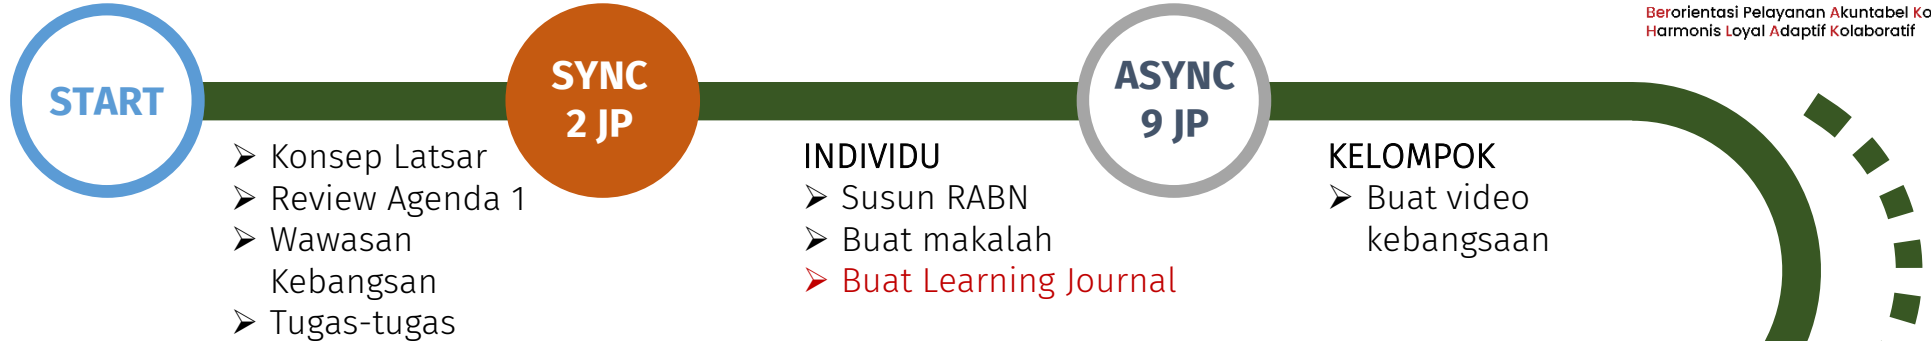 Berorientasi Pelayanan Akuntabel Ko
Harmonis Loyal Adaptif Kolaboratif
START
SYNC
2 JP
ASYNC
9 JP
➢ Konsep Latsar
➢ Review Agenda 1
➢ Wawasan
Kebangsan
➢ Tugas-tugas
INDIVIDU
➢ Susun RABN
➢ Buat makalah
➢ Buat Learning Journal
KELOMPOK
➢ Buat video
kebangsaan